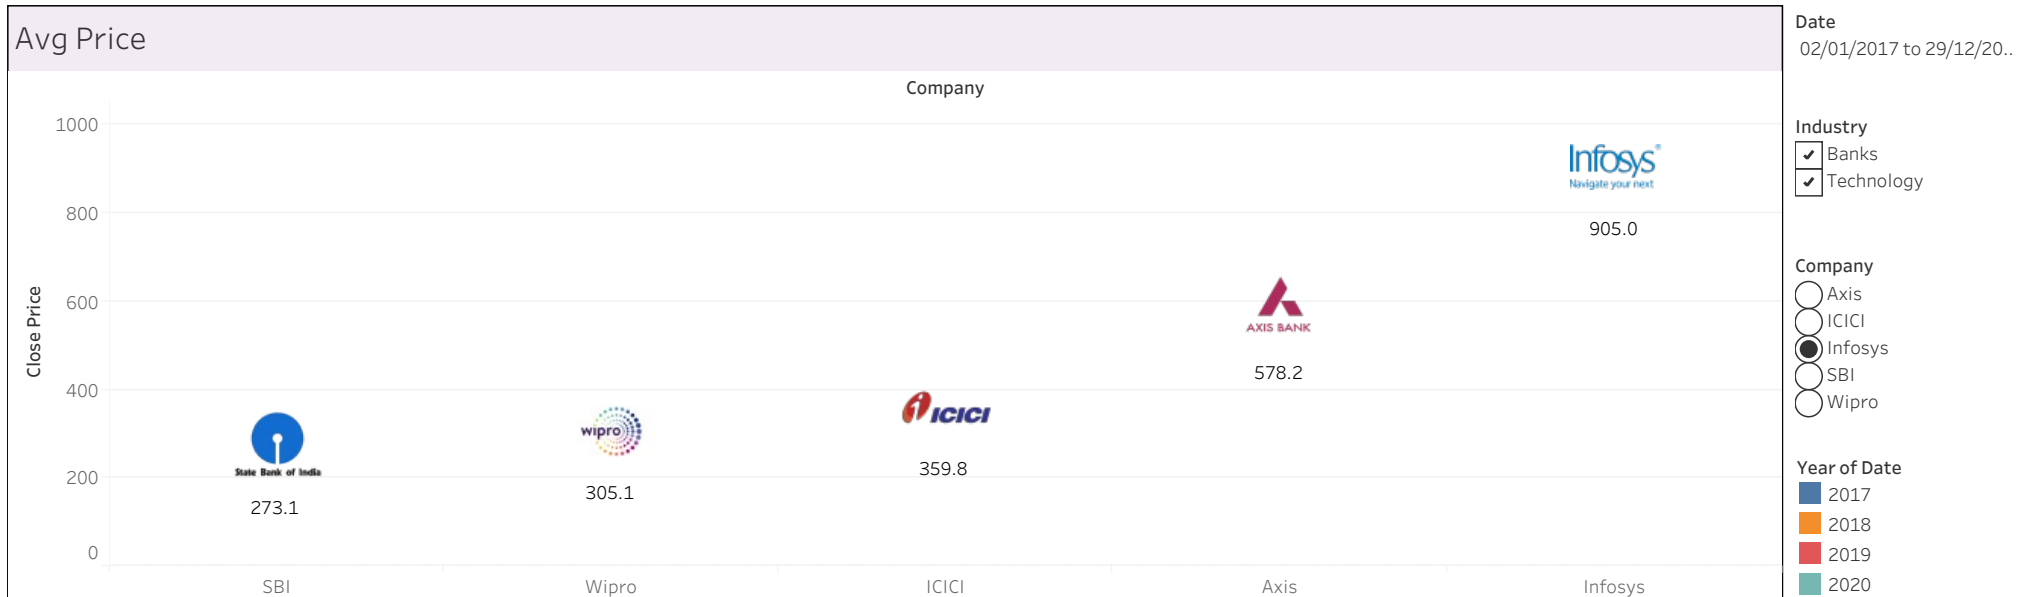 Avg Price
Company
Close Price
1000
800
600
400
200
0
State Bank of India
273.1
wipro
305.1
ICICI
359.8
AXIS BANK
578.2
Infosys®
Navigate your next
905.0
SBI
Wipro
ICICI
Axis
Infosys
Date
02/01/2017 to 29/12/20..
Industry
Banks
Technology
Company
Axis
ICICI
Infosys
SBI
Wipro
Year of Date
2017
2018
2019
2020